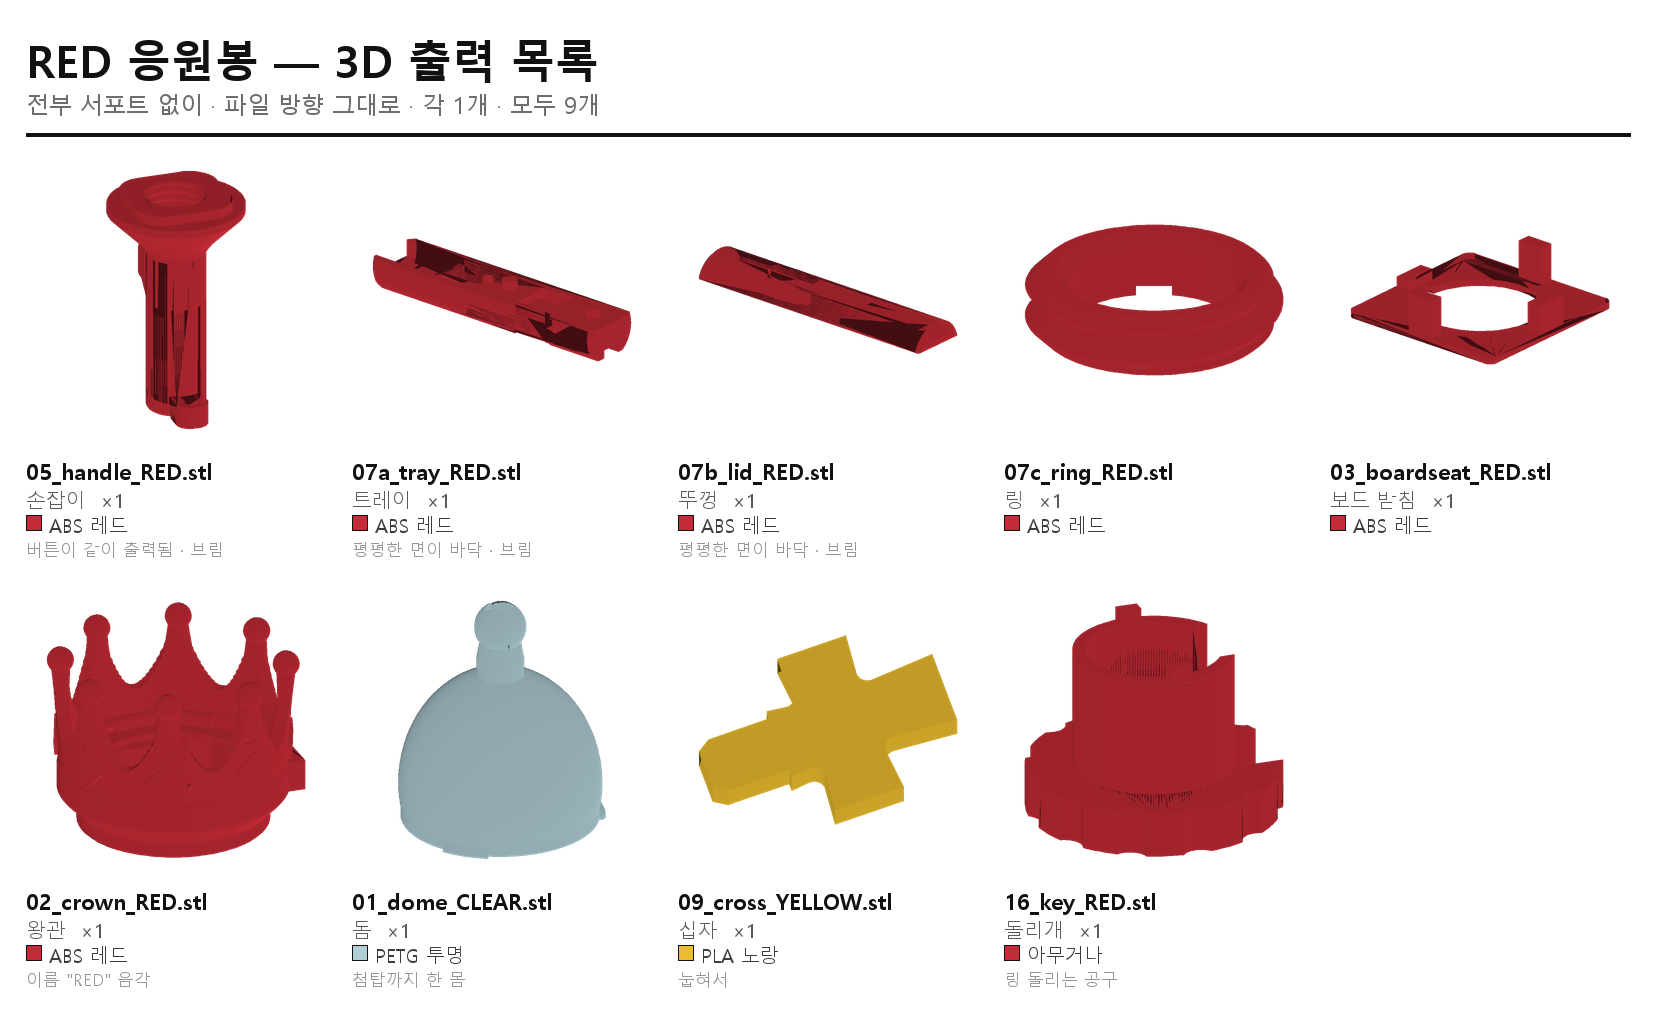 RED 응원봉 — 3D 출력 목록
전부 서포트 없이 · 파일 방향 그대로 · 각 1개 · 모두 9개
05_handle_RED.stl
손잡이 ×1
ABS 레드
버튼이 같이 출력됨 · 브림
07a_tray_RED.stl
트레이 ×1
ABS 레드
평평한 면이 바닥 · 브림
07b_lid_RED.stl
뚜껑 ×1
ABS 레드
평평한 면이 바닥 · 브림
07c_ring_RED.stl
링 ×1
ABS 레드
03_boardseat_RED.stl
보드 받침 ×1
ABS 레드
02_crown_RED.stl
왕관 ×1
ABS 레드
이름 "RED" 음각
01_dome_CLEAR.stl
돔 ×1
PETG 투명
첨탑까지 한 몸
09_cross_YELLOW.stl
십자 ×1
PLA 노랑
눕혀서
16_key_RED.stl
돌리개 ×1
아무거나
링 돌리는 공구